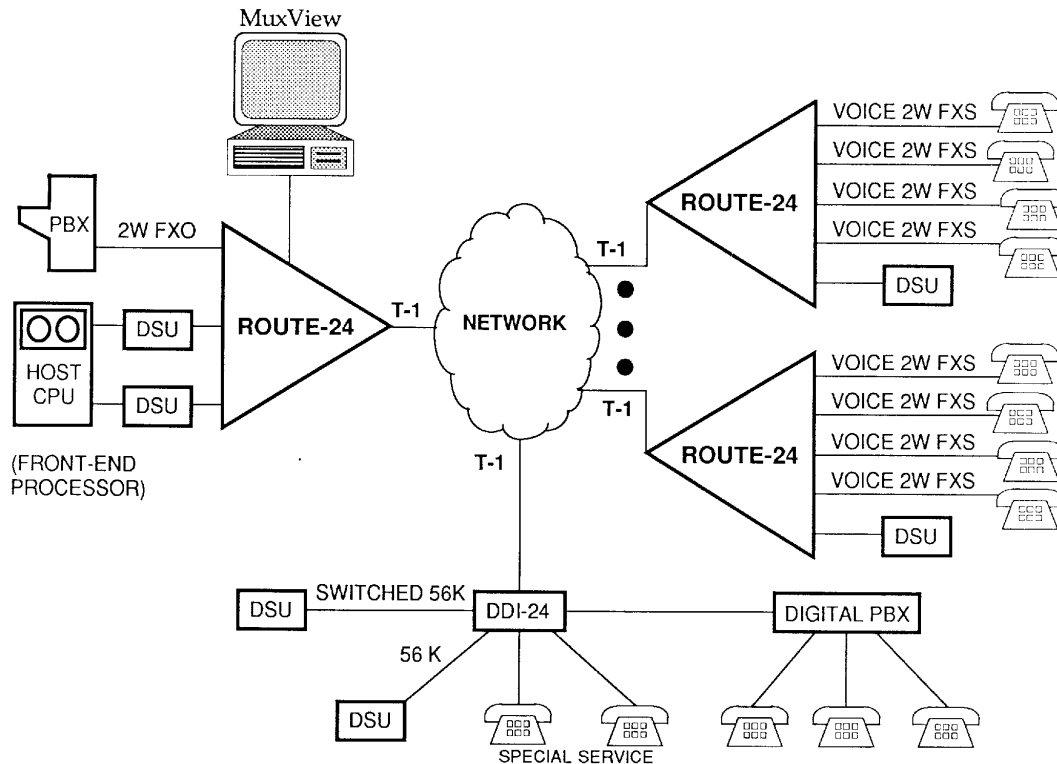 MuxView
PBX
2W FXO
HOST
CPU
DSU
DSU
(FRONT-END
PROCESSOR)
ROUTE-24
T-1
NETWORK
T-1
T-1
T-1
ROUTE-24
VOICE 2W FXS
VOICE 2W FXS
VOICE 2W FXS
VOICE 2W FXS
DSU
ROUTE-24
VOICE 2W FXS
VOICE 2W FXS
VOICE 2W FXS
VOICE 2W FXS
DSU
DSU
SWITCHED 56K
DDI-24
DIGITAL PBX
56 K
DSU
SPECIAL SERVICE